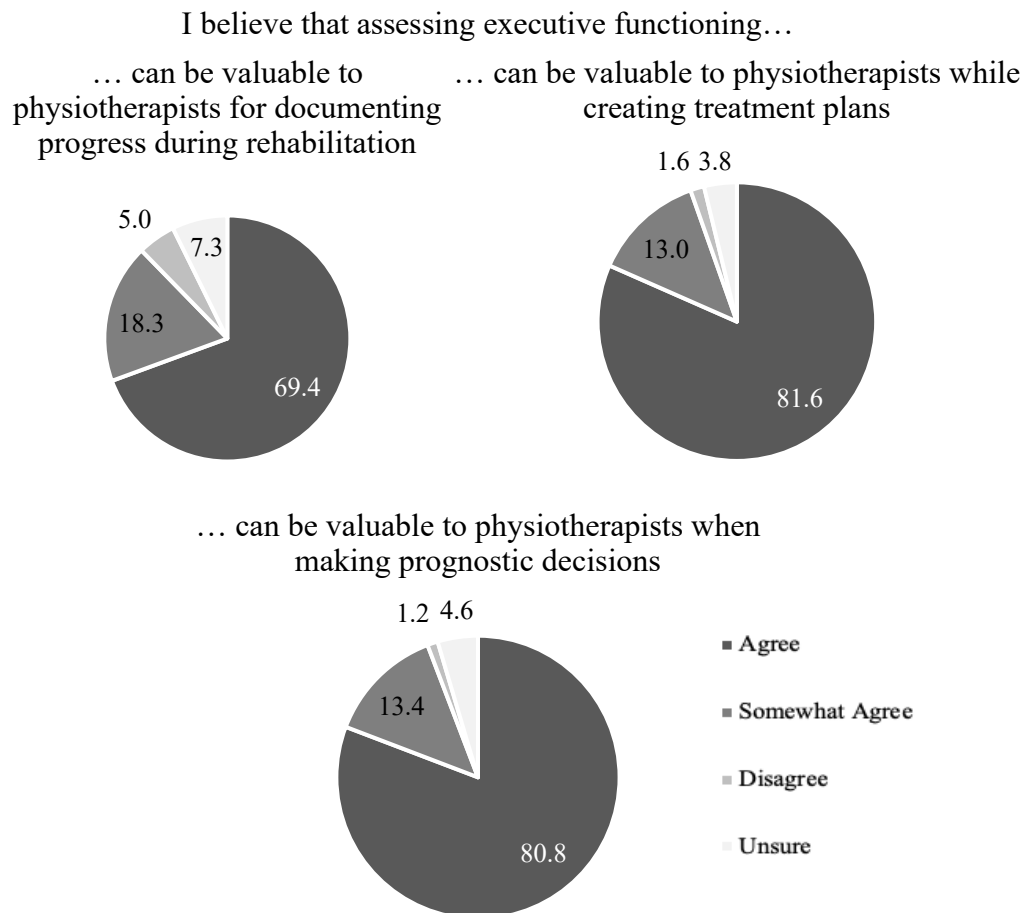 I believe that assessing executive functioning…
… can be valuable to
physiotherapists for documenting
progress during rehabilitation
… can be valuable to physiotherapists while
creating treatment plans
5.0
7.3
18.3
69.4
1.6 3.8
13.0
81.6
… can be valuable to physiotherapists when
making prognostic decisions
1.2 4.6
13.4
80.8
Agree
Somewhat Agree
Disagree
Unsure